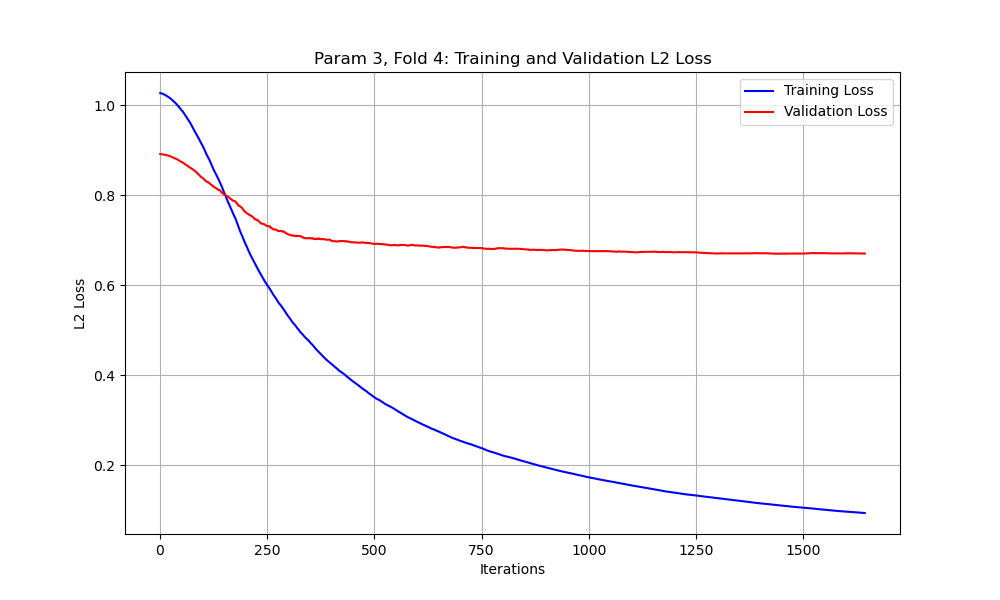 Param 3, Fold 4: Training and Validation L2 Loss
Training Loss
Validation Loss
1.0
0.8
0.6
0.4
0.2
L2 Loss
0 250 500 750 1000 1250 1500
Iterations